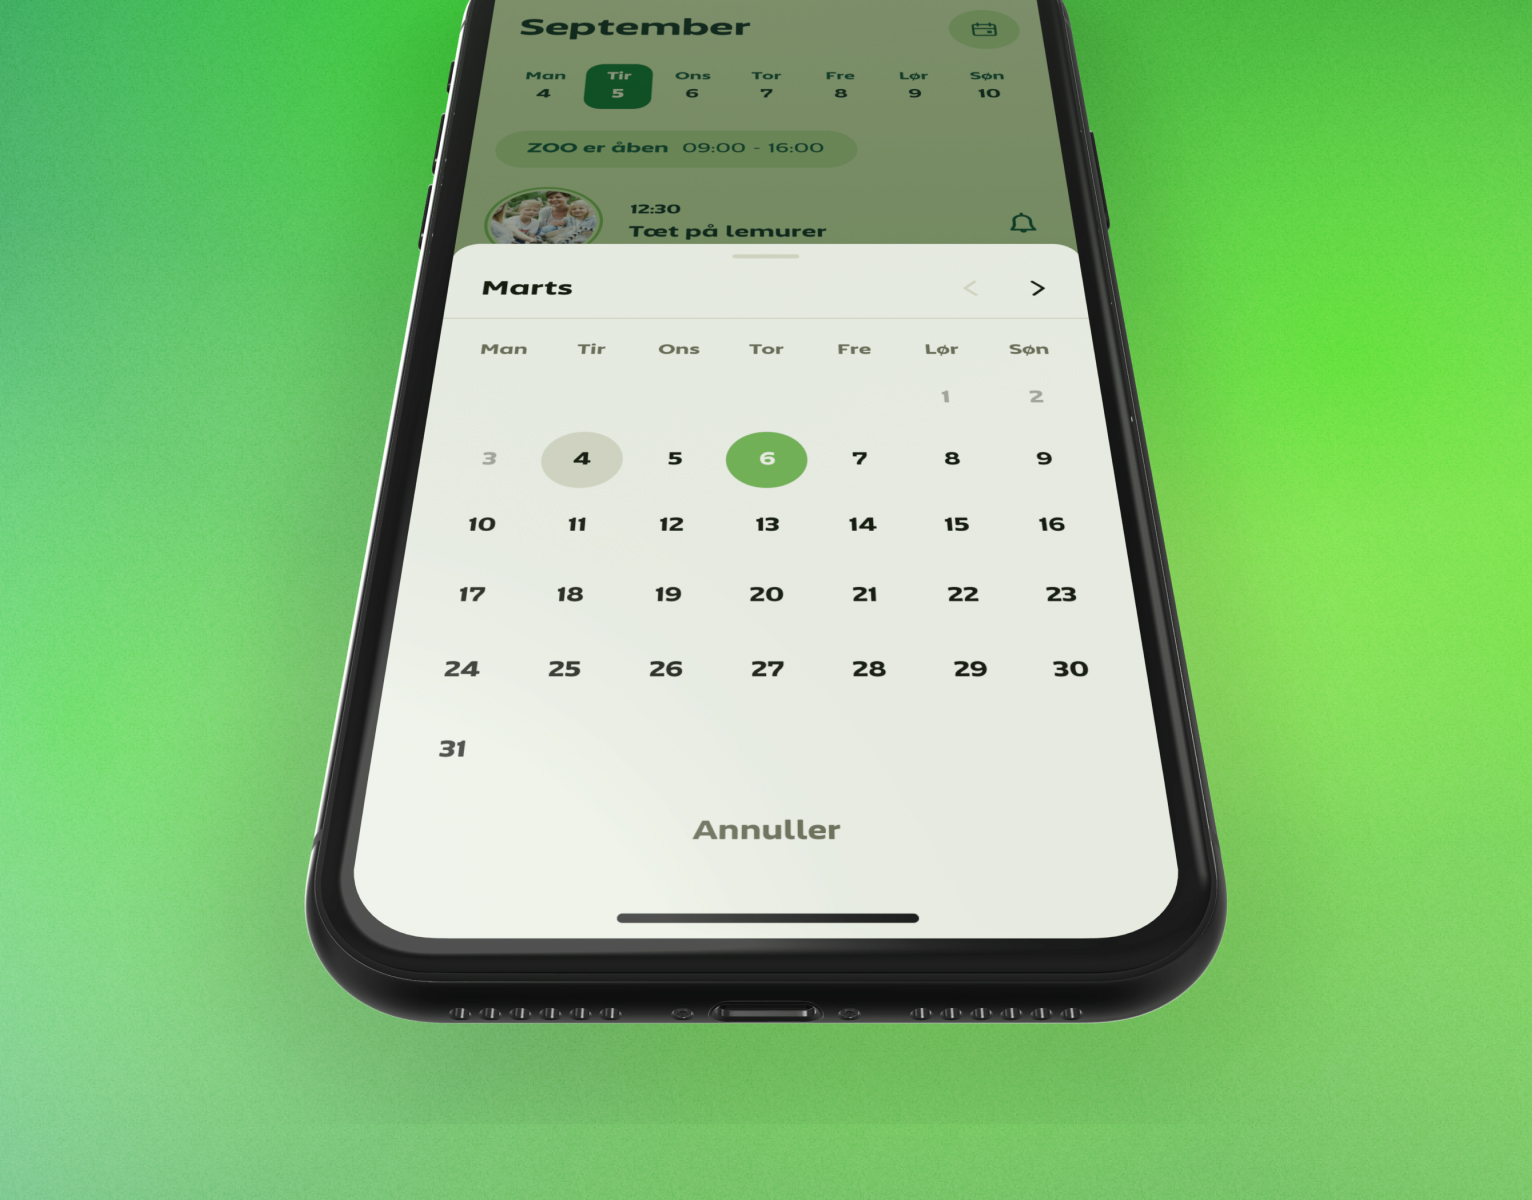 September
Man Tir Ons Tor Fre Lør Søn
4 5 6 7 8 9 10
ZOO er åben 09:00 - 16:00
12:30
Tæt på lemurer
Marts
Man Tir Ons Tor Fre Lør Søn
1 2
3 4 5 6 7 8 9
10 11 12 13 14 15 16
17 18 19 20 21 22 23
24 25 26 27 28 29 30
31
Annuller